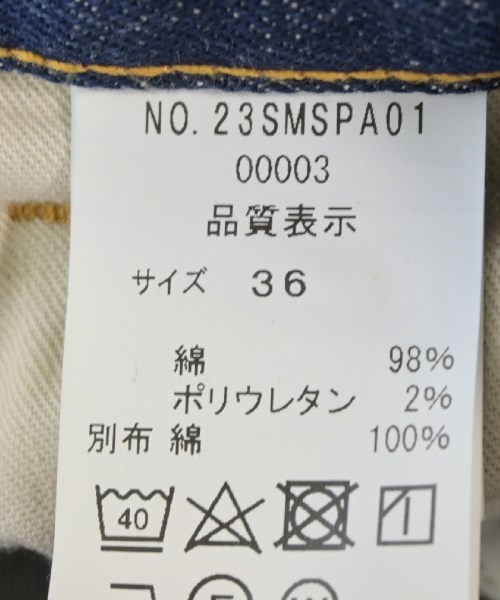 NO. 23SMSPA01
00003
品質表示
サイズ 36
綿 98%
ポリウレタン 2%
別布 綿 100%
40